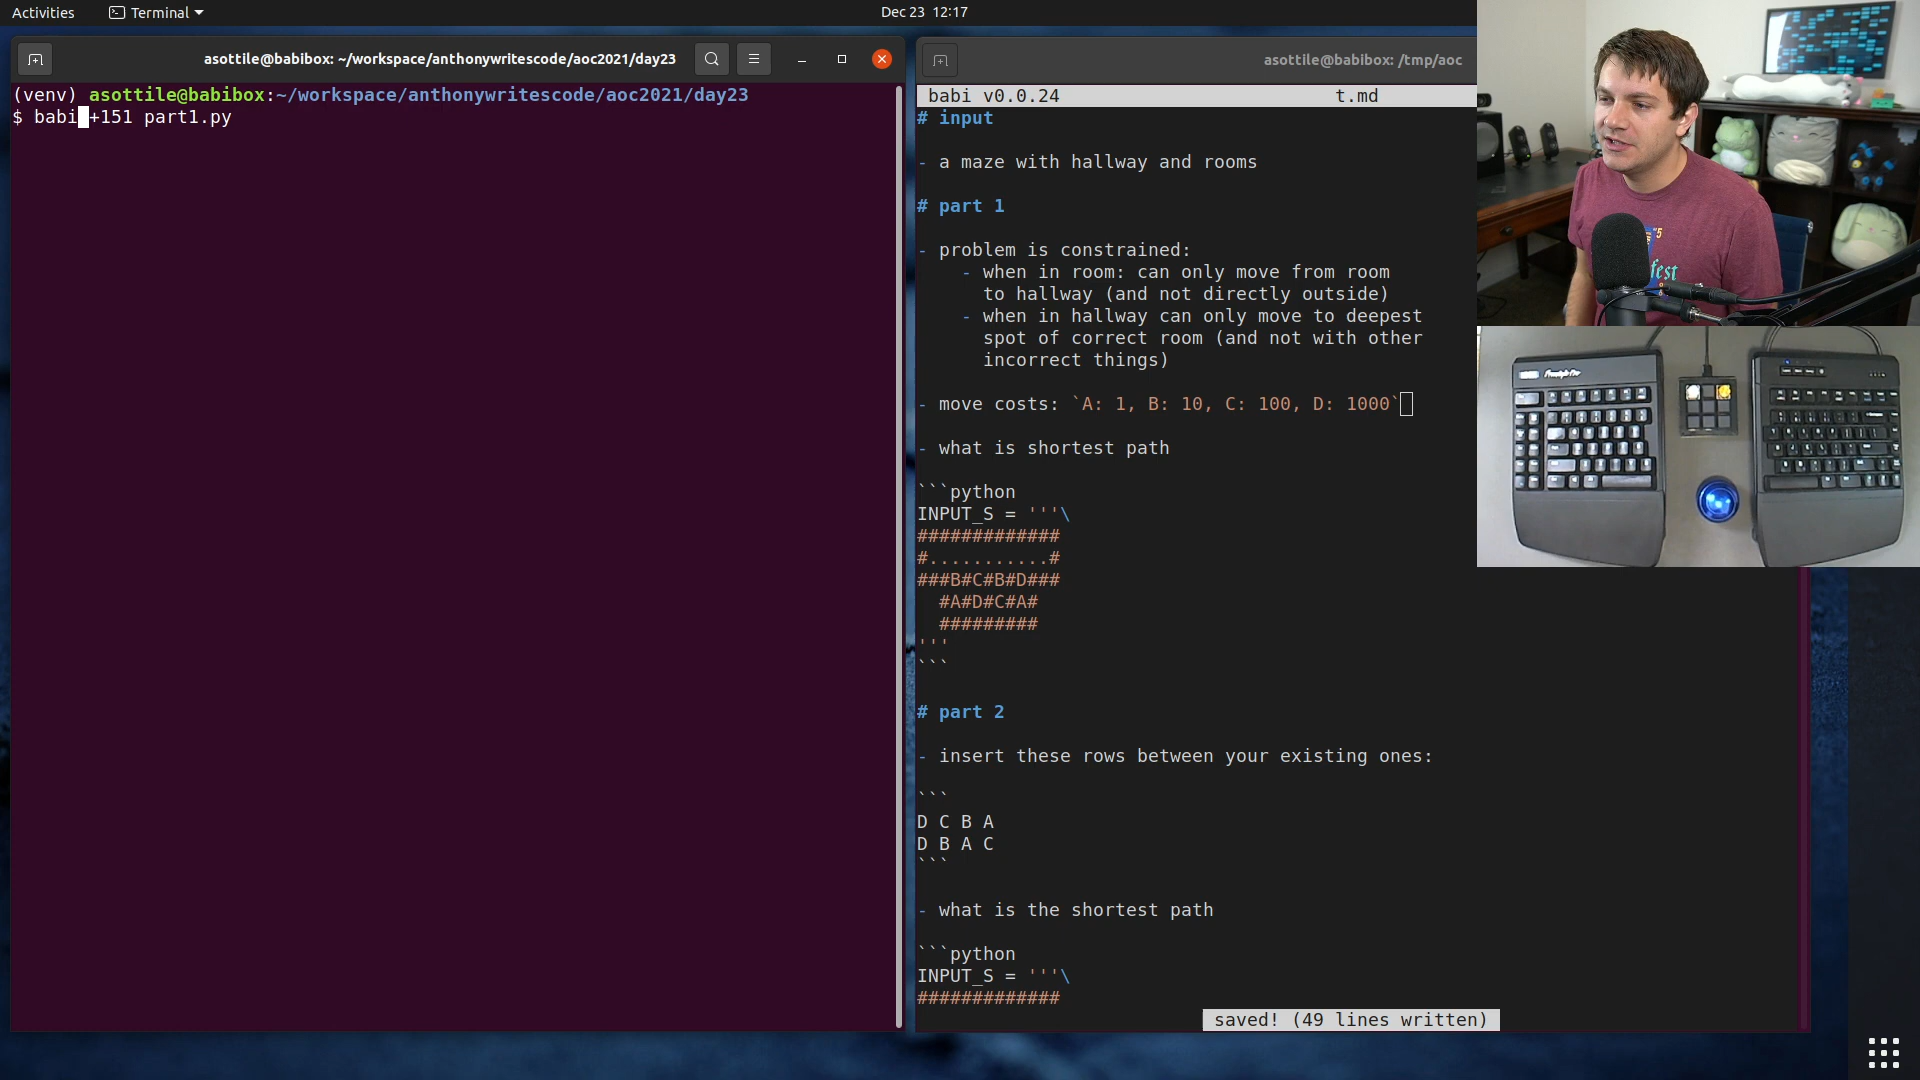 Activities
Terminal
Dec 23 12:17
asottile@babibox: ~/workspace/anthonywritescode/aoc2021/day23
(venv) asottile@babibox:~/workspace/anthonywritescode/aoc2021/day23
$ babi +151 part1.py
asottile@babibox: /tmp/aoc
babi v0.0.24 t.md
# input
- a maze with hallway and rooms
# part 1
- problem is constrained:
- when in room: can only move from room
to hallway (and not directly outside)
- when in hallway can only move to deepest
spot of correct room (and not with other
incorrect things)
- move costs: `A: 1, B: 10, C: 100, D: 1000`
- what is shortest path
```python
INPUT_S = '''\
#############
#...........#
###B#C#B#D###
  #A#D#C#A#
  #########
'''
```
# part 2
- insert these rows between your existing ones:
```
D C B A
D B A C
```
- what is the shortest path
```python
INPUT_S = '''\
#############
saved! (49 lines written)